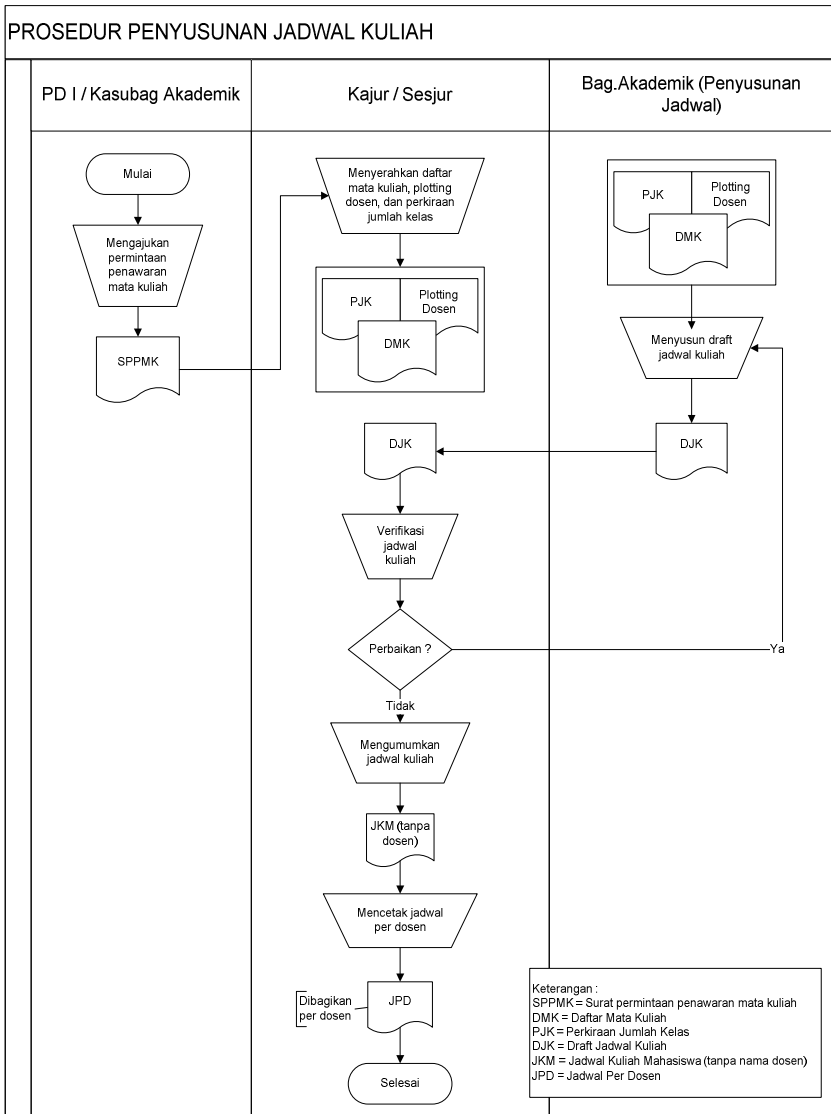 PROSEDUR PENYUSUNAN JADWAL KULIAH
PD I / Kasubag Akademik
Kajur / Sesjur
Bag.Akademik (Penyusunan
Jadwal)
Mulai
Mengajukan
permintaan
penawaran
mata kuliah
SPPMK
Menyerahkan daftar
mata kuliah, plotting
dosen, dan perkiraan
jumlah kelas
PJK
Plotting
Dosen
DMK
PJK
Plotting
Dosen
DMK
Menyusun draft
jadwal kuliah
DJK
DJK
Verifikasi
jadwal
kuliah
Perbaikan ?
Ya
Tidak
Mengumumkan
jadwal kuliah
JKM (tanpa
dosen)
Mencetak jadwal
per dosen
Dibagikan
per dosen
JPD
Selesai
Keterangan :
SPPMK = Surat permintaan penawaran mata kuliah
DMK = Daftar Mata Kuliah
PJK = Perkiraan Jumlah Kelas
DJK = Draft Jadwal Kuliah
JKM = Jadwal Kuliah Mahasiswa (tanpa nama dosen)
JPD = Jadwal Per Dosen